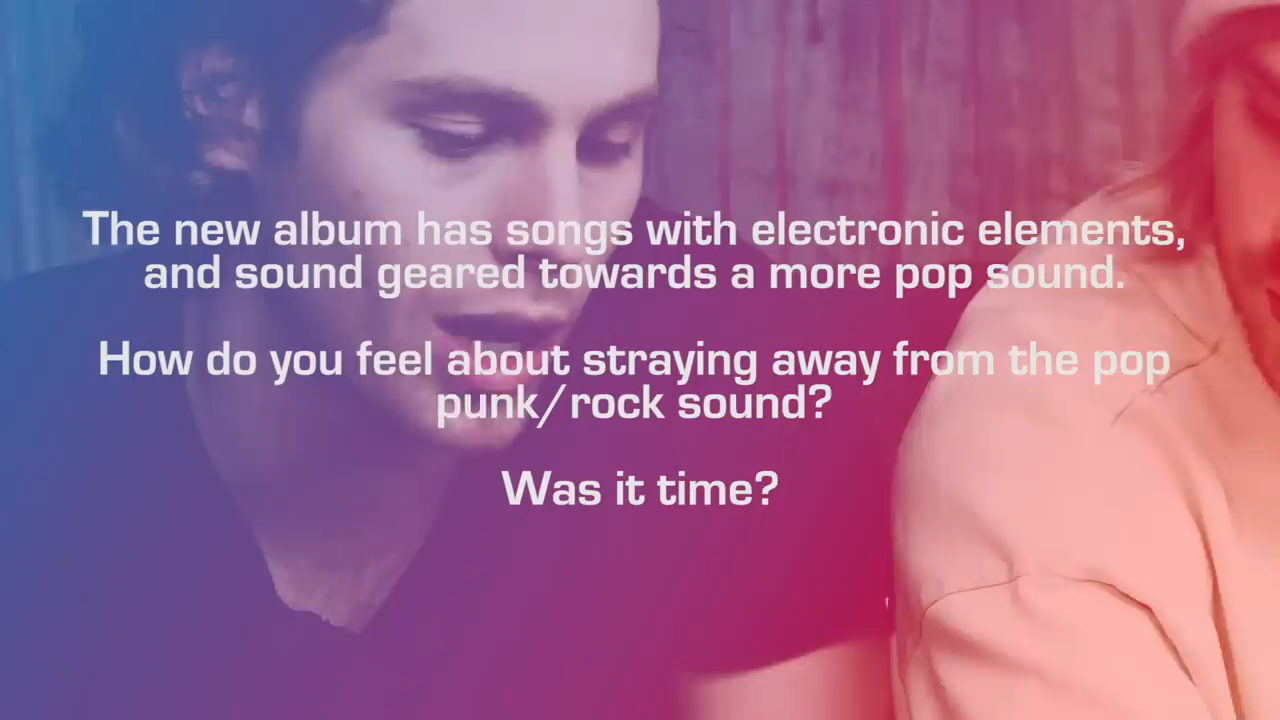 The new album has songs with electronic elements,
and sound geared towards a more pop sound.
How do you feel about straying away from the pop
punk/rock sound?
Was it time?